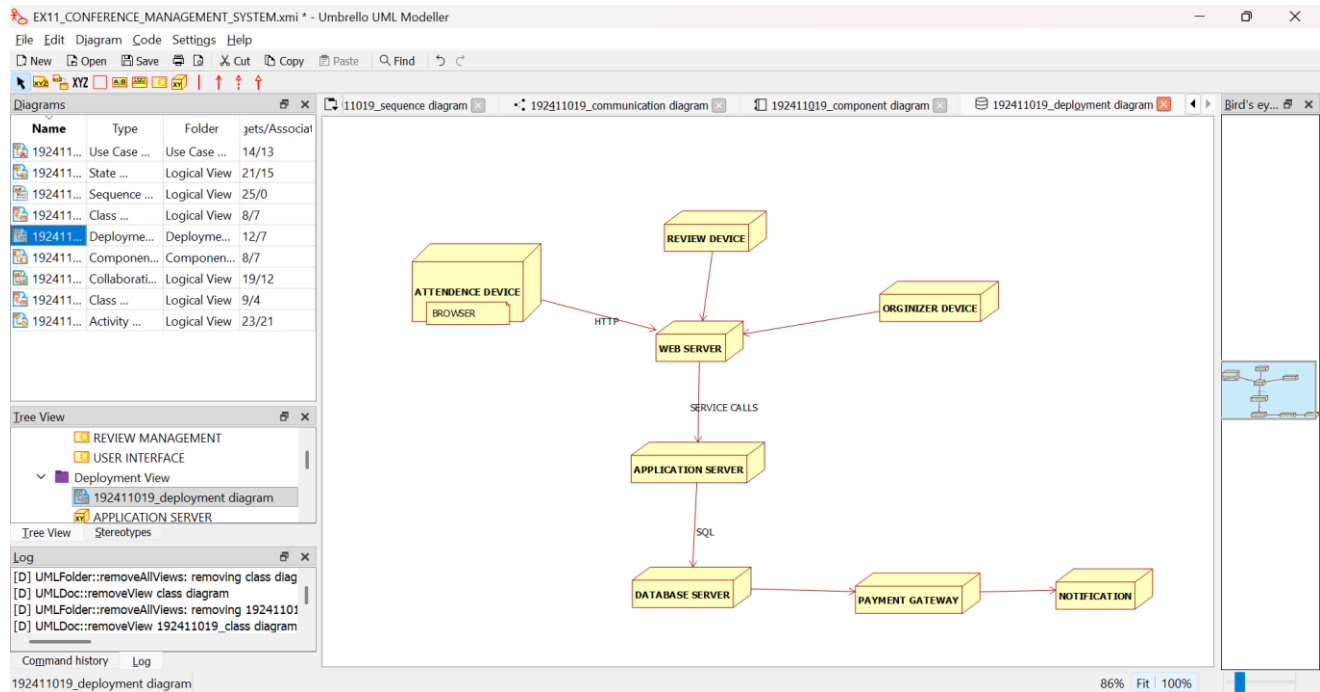 EX11_CONFERENCE_MANAGEMENT_SYSTEM.xmi * - Umbrello UML Modeller
File Edit Diagram Code Settings Help
New Open Save Cut Copy Paste Find
XYZ
Diagrams
11019_sequence diagram 192411019_communication diagram 192411019_component diagram 192411019_deployment diagram
Bird's ey...
Name Type Folder gets/Associat
192411... Use Case ... Use Case ... 14/13
192411... State ... Logical View 21/15
192411... Sequence ... Logical View 25/0
192411... Class ... Logical View 8/7
192411... Deployme... Deployme... 12/7
192411... Componen... Componen... 8/7
192411... Collaborati... Logical View 19/12
192411... Class ... Logical View 9/4
192411... Activity ... Logical View 23/21
REVIEW DEVICE
ATTENDENCE DEVICE
BROWSER
ORGINIZER DEVICE
HTTP
WEB SERVER
SERVICE CALLS
APPLICATION SERVER
SQL
DATABASE SERVER
PAYMENT GATEWAY
NOTIFICATION
Tree View
REVIEW MANAGEMENT
USER INTERFACE
Deployment View
192411019_deployment diagram
APPLICATION SERVER
Tree View Stereotypes
Log
[D] UMLFolder::removeAllViews: removing class diag
[D] UMLDoc::removeView class diagram
[D] UMLFolder::removeAllViews: removing 19241101
[D] UMLDoc::removeView 192411019_class diagram
Command history Log
192411019_deployment diagram
86% Fit 100%